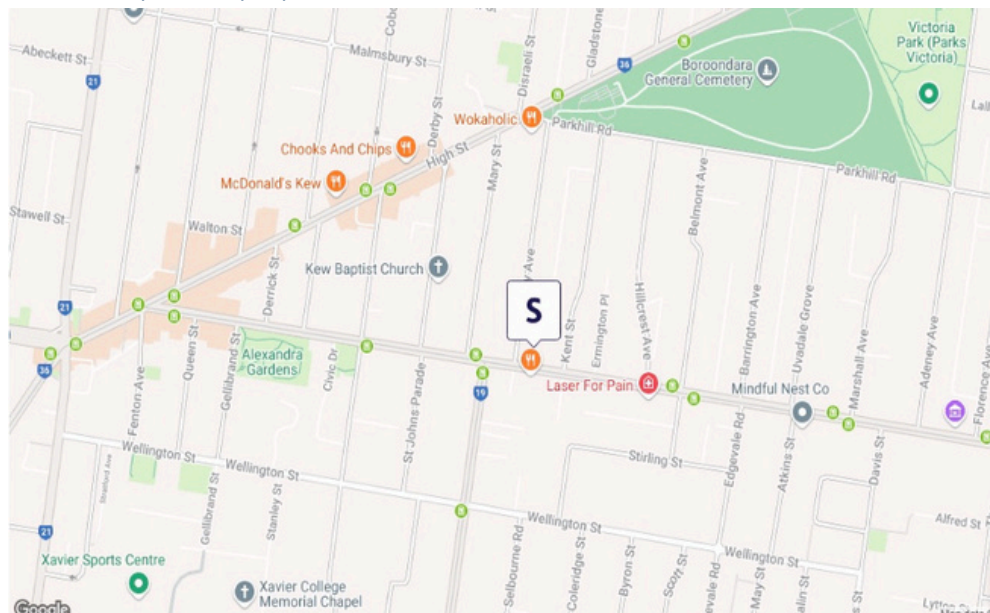 Victoria
Park (Parks
Victoria)
Abeckett St
Malmsbury St
Disraeli St
Gladstone
36
Boroondara
General Cemetery
21
Wokaholic
Parkhill Rd
Derby St
Chooks And Chips
High St
McDonald's Kew
Mary St
Parkhill Rd
Belmont Ave
Stawell St
Walton St
Kew Baptist Church
Derrick St
S
Kent St
Ermington Pl
Hillcrest Ave
Barrington Ave
Uvadale Grove
Marshall Ave
Adeney Ave
Florence Ave
21
36
Alexandra
Gardens
Queen St
Gellibrand St
Civic Dr
Fenton Ave
St Johns Parade
19
Laser For Pain
Mindful Nest Co
Wellington St
Wellington St
Stratford Ave
Gellibrand St
Stanley St
Stirling St
Edgevale Rd
Atkins St
Davis St
Wellington St
Wellington St
Alfred St
21
Xavier Sports Centre
Xavier College
Memorial Chapel
Selbourne Rd
Coleridge St
Byron St
Scott St
May St
Google